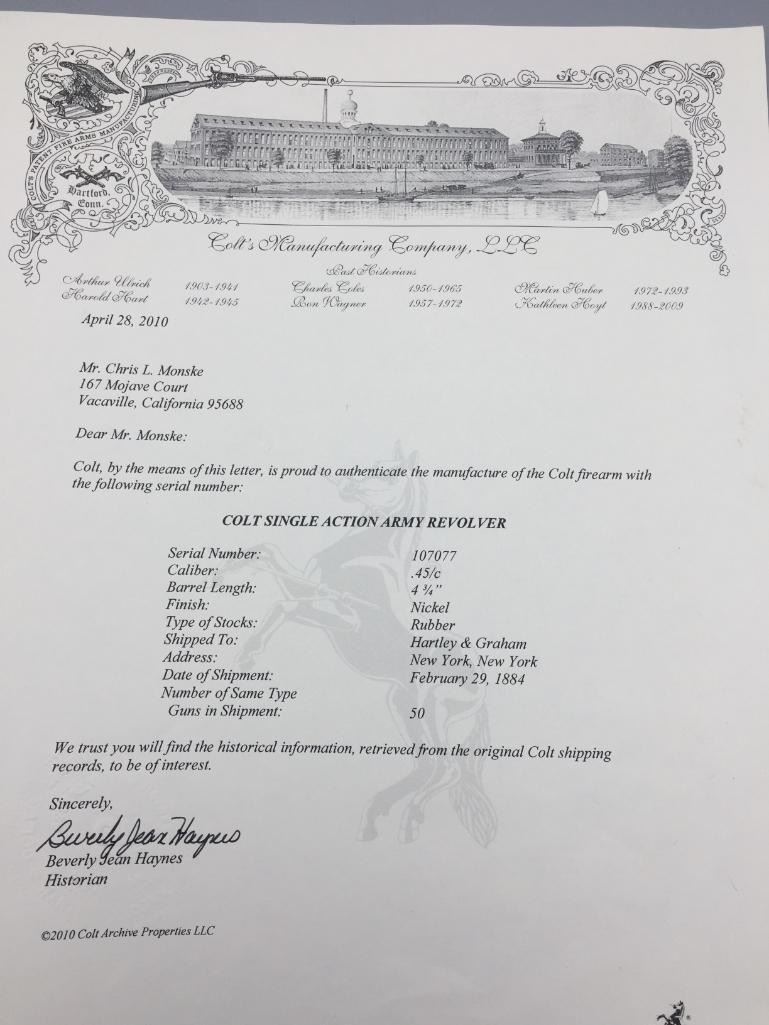 COLT'S PATENT FIRE ARMS MANUFACTURING
Hartford,
Conn.
Colt's Manufacturing Company, LLC
Past Historians
Arthur Ulrich 1903-1941 Charles Coles 1950-1965 Martin Huber 1972-1993
Harold Hart 1942-1945 Ron Wagner 1957-1972 Kathleen Hoyt 1988-2009
April 28, 2010
Mr. Chris L. Monske
167 Mojave Court
Vacaville, California 95688
Dear Mr. Monske:
Colt, by the means of this letter, is proud to authenticate the manufacture of the Colt firearm with
the following serial number:
COLT SINGLE ACTION ARMY REVOLVER
Serial Number: 107077
Caliber: .45/c
Barrel Length: 4 ¾”
Finish: Nickel
Type of Stocks: Rubber
Shipped To: Hartley & Graham
Address: New York, New York
Date of Shipment: February 29, 1884
Number of Same Type
Guns in Shipment: 50
We trust you will find the historical information, retrieved from the original Colt shipping
records, to be of interest.
Sincerely,
Beverly Jean Haynes
Beverly Jean Haynes
Historian
©2010 Colt Archive Properties LLC